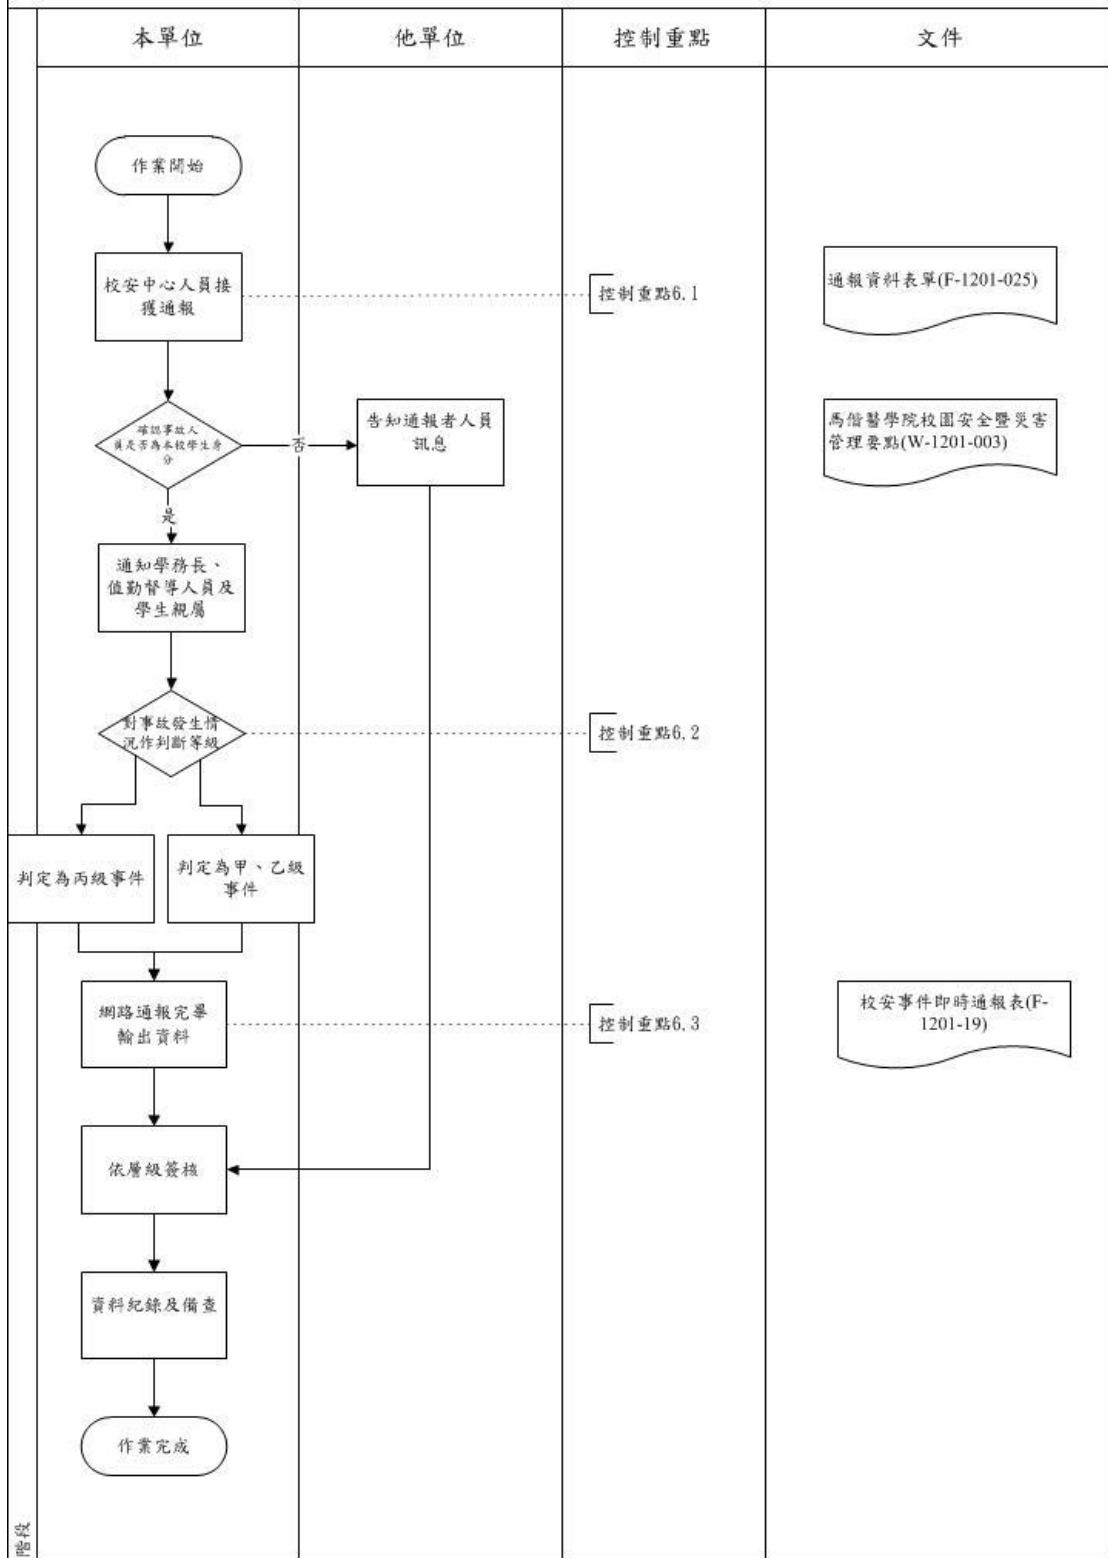 本單位
他單位
控制重點
文件
作業開始
校安中心人員接
獲通報
控制重點6.1
通報資料表單(F-1201-025)
確認事故人
員是否為本校學生身
分
否
告知通報者人員
訊息
馬偕醫學院校園安全暨災害
管理要點(W-1201-003)
是
通知學務長、
值勤督導人員及
學生親屬
對事故發生情
況作判斷等級
控制重點6.2
判定為丙級事件
判定為甲、乙級
事件
網路通報完畢
輸出資料
控制重點6.3
校安事件即時通報表(F-
1201-19)
依層級簽核
資料紀錄及備查
作業完成
階段